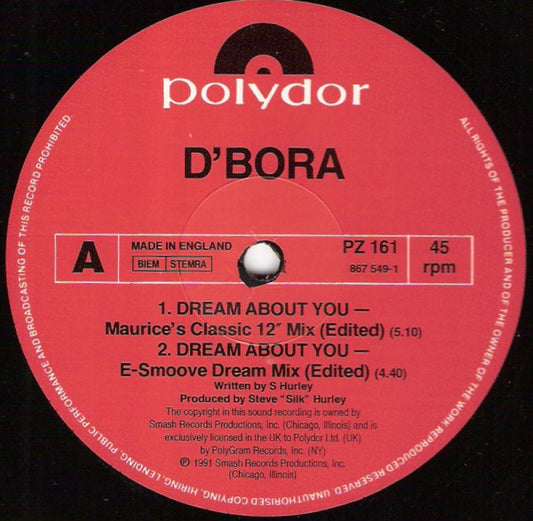 polydor
D'BORA
A
MADE IN ENGLAND
BIEM STEMRA
PZ 161
867 549-1
45
rpm
1. DREAM ABOUT YOU —
Maurice's Classic 12" Mix (Edited) (5.10)
2. DREAM ABOUT YOU —
E-Smoove Dream Mix (Edited) (4.40)
Written by S Hurley
Produced by Steve "Silk" Hurley
The copyright in this sound recording is owned by
Smash Records Productions, Inc. (Chicago, Illinois) and is
exclusively licensed in the UK to Polydor Ltd. (UK)
by PolyGram Records, Inc. (NY)
℗ 1991 Smash Records Productions, Inc.
(Chicago, Illinois)
ALL RIGHTS OF THE PRODUCER AND OF THE OWNER OF THE WORK REPRODUCED RESERVED. UNAUTHORISED COPYING, HIRING, LENDING, PUBLIC PERFORMANCE AND BROADCASTING OF THIS RECORD PROHIBITED.